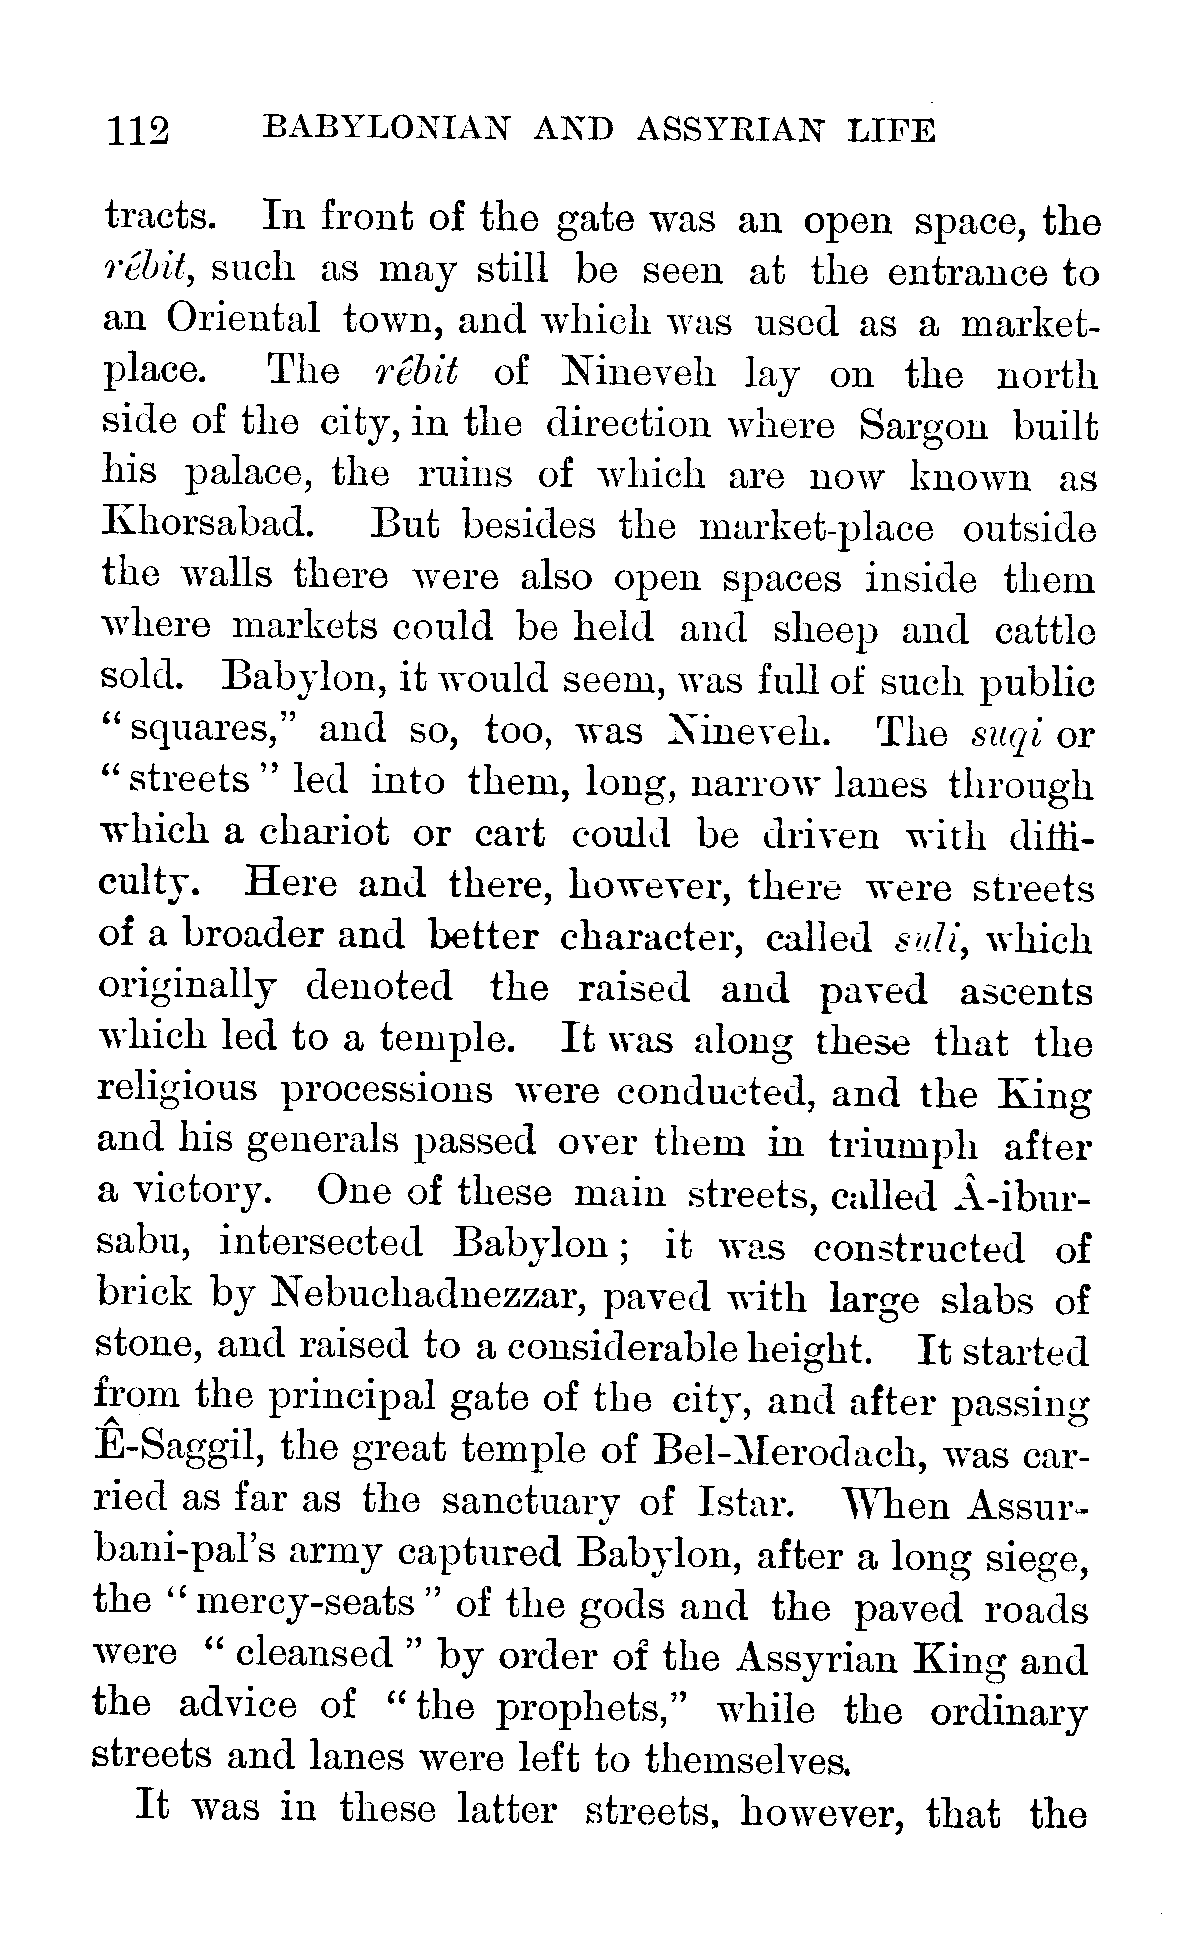 112 BABYLONIAN AND ASSYRIAN LIFE
tracts. In front of the gate was an open space, the
rêbit, such as may still be seen at the entrance to
an Oriental town, and which was used as a market-
place. The rêbit of Nineveh lay on the north
side of the city, in the direction where Sargon built
his palace, the ruins of which are now known as
Khorsabad. But besides the market-place outside
the walls there were also open spaces inside them
where markets could be held and sheep and cattle
sold. Babylon, it would seem, was full of such public
“squares,” and so, too, was Nineveh. The suqi or
“streets” led into them, long, narrow lanes through
which a chariot or cart could be driven with diffi-
culty. Here and there, however, there were streets
of a broader and better character, called suli, which
originally denoted the raised and paved ascents
which led to a temple. It was along these that the
religious processions were conducted, and the King
and his generals passed over them in triumph after
a victory. One of these main streets, called Â-ibur-
sabu, intersected Babylon; it was constructed of
brick by Nebuchadnezzar, paved with large slabs of
stone, and raised to a considerable height. It started
from the principal gate of the city, and after passing
Ê-Saggil, the great temple of Bel-Merodach, was car-
ried as far as the sanctuary of Istar. When Assur-
bani-pal’s army captured Babylon, after a long siege,
the “mercy-seats” of the gods and the paved roads
were “cleansed” by order of the Assyrian King and
the advice of “the prophets,” while the ordinary
streets and lanes were left to themselves.
It was in these latter streets, however, that the